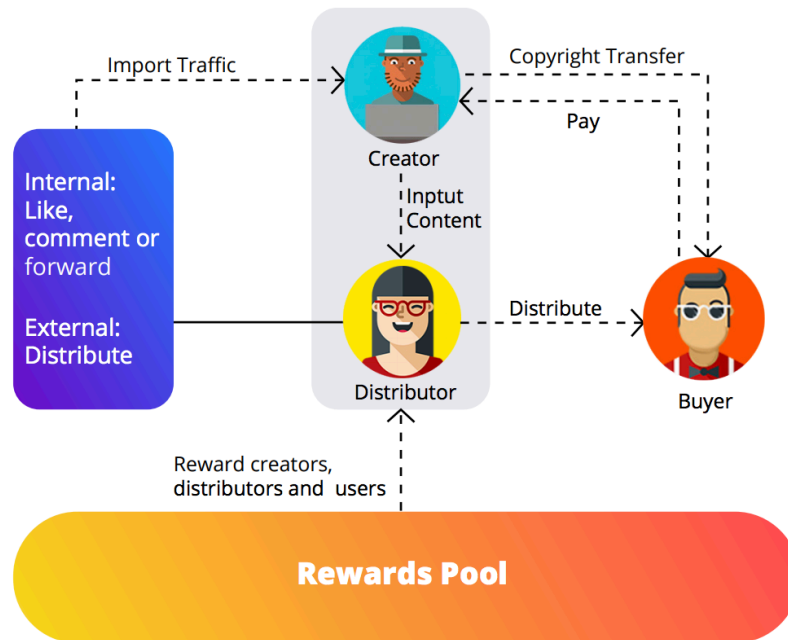 Import Traffic
Copyright Transfer
Pay
Creator
Internal:
Like,
comment or
forward
External:
Distribute
Inptut
Content
Distribute
Distributor
Buyer
Reward creators,
distributors and  users
Rewards Pool